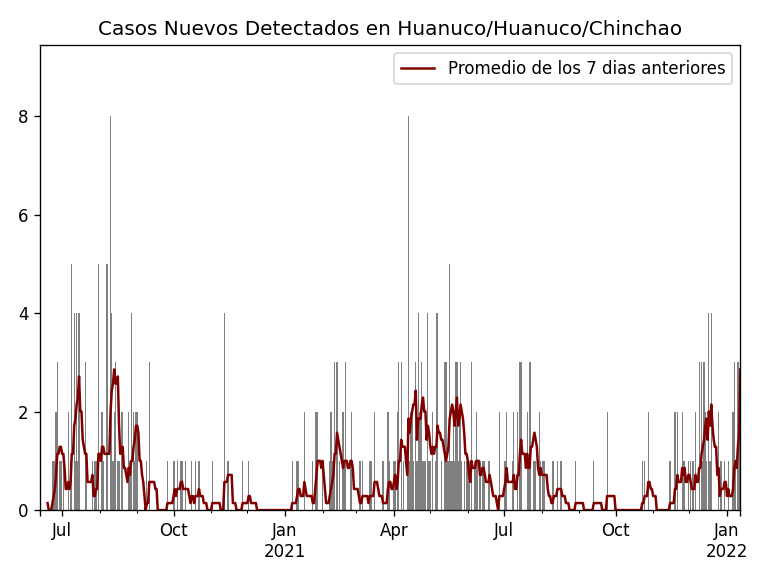 Casos Nuevos Detectados en Huanuco/Huanuco/Chinchao
Promedio de los 7 dias anteriores
8
6
4
2
0
Jul Oct Jan Apr Jul Oct Jan
2021 2022